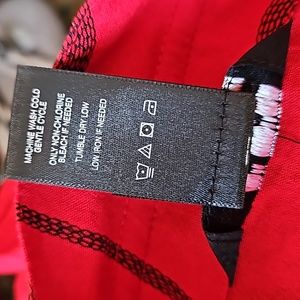 MACHINE WASH COLD
GENTLE CYCLE
ONLY NON-CHLORINE
BLEACH IF NEEDED
TUMBLE DRY LOW
LOW IRON IF NEEDED